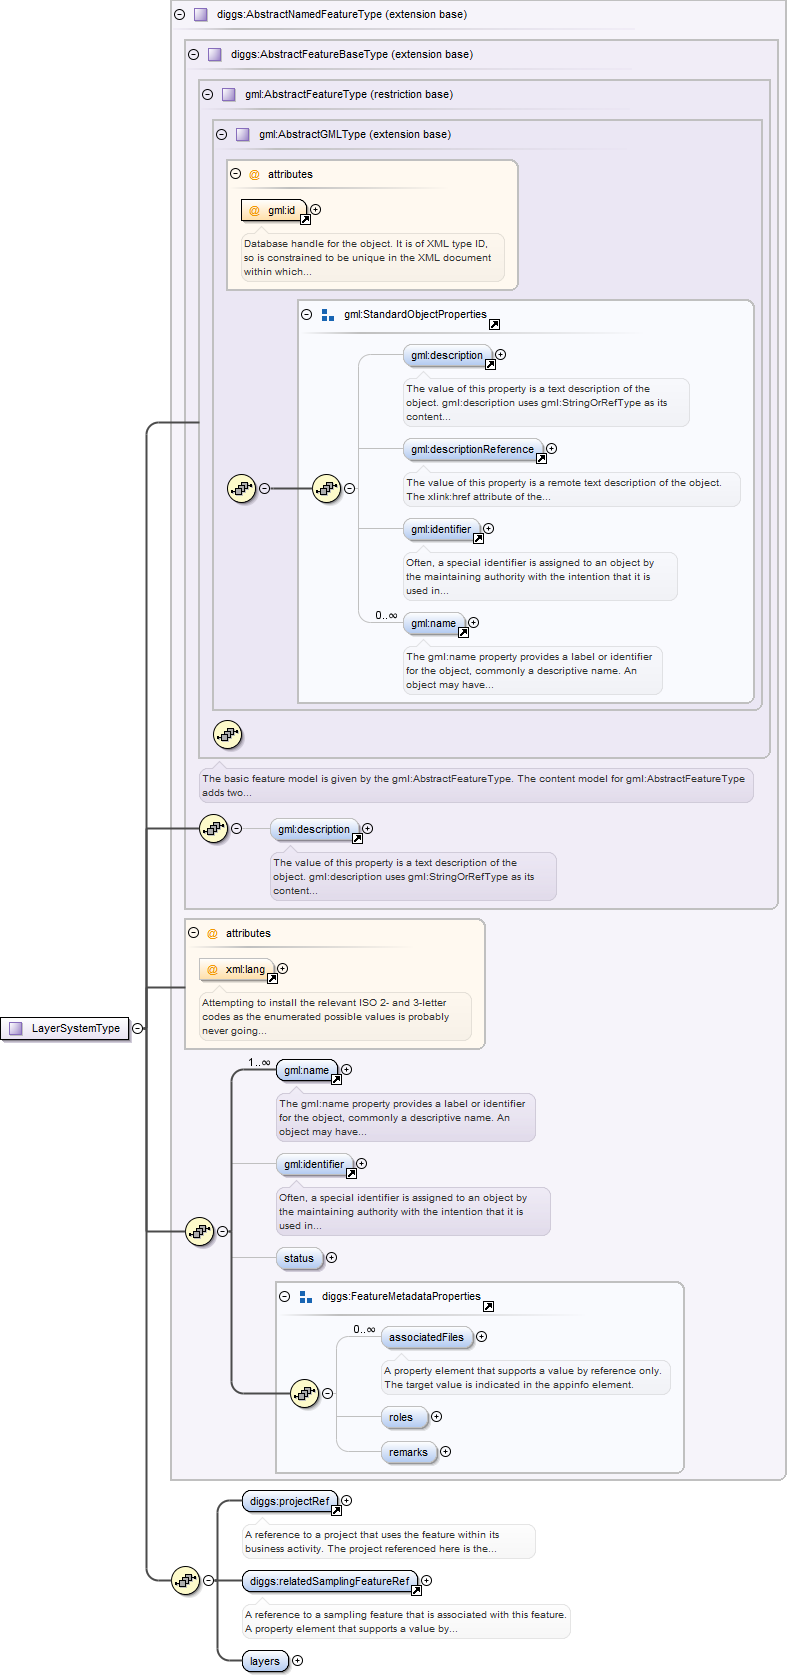 diggs:AbstractNamedFeatureType (extension base)
diggs:AbstractFeatureBaseType (extension base)
gml:AbstractFeatureType (restriction base)
gml:AbstractGMLType (extension base)
@ attributes
@ gml:id
Database handle for the object. It is of XML type ID,
so is constrained to be unique in the XML document
within which...
gml:StandardObjectProperties
gml:description
The value of this property is a text description of the
object. gml:description uses gml:StringOrRefType as its
content...
gml:descriptionReference
The value of this property is a remote text description of the object.
The xlink:href attribute of the...
gml:identifier
Often, a special identifier is assigned to an object by
the maintaining authority with the intention that it is
used in...
0..∞
gml:name
The gml:name property provides a label or identifier
for the object, commonly a descriptive name. An
object may have...
The basic feature model is given by the gml:AbstractFeatureType. The content model for gml:AbstractFeatureType
adds two...
gml:description
The value of this property is a text description of the
object. gml:description uses gml:StringOrRefType as its
content...
@ attributes
@ xml:lang
Attempting to install the relevant ISO 2- and 3-letter
codes as the enumerated possible values is probably
never going...
LayerSystemType
1..∞
gml:name
The gml:name property provides a label or identifier
for the object, commonly a descriptive name. An
object may have...
gml:identifier
Often, a special identifier is assigned to an object by
the maintaining authority with the intention that it is
used in...
status
diggs:FeatureMetadataProperties
0..∞
associatedFiles
A property element that supports a value by reference only.
The target value is indicated in the appinfo element.
roles
remarks
diggs:projectRef
A reference to a project that uses the feature within its
business activity. The project referenced here is the...
diggs:relatedSamplingFeatureRef
A reference to a sampling feature that is associated with this feature.
A property element that supports a value by...
layers